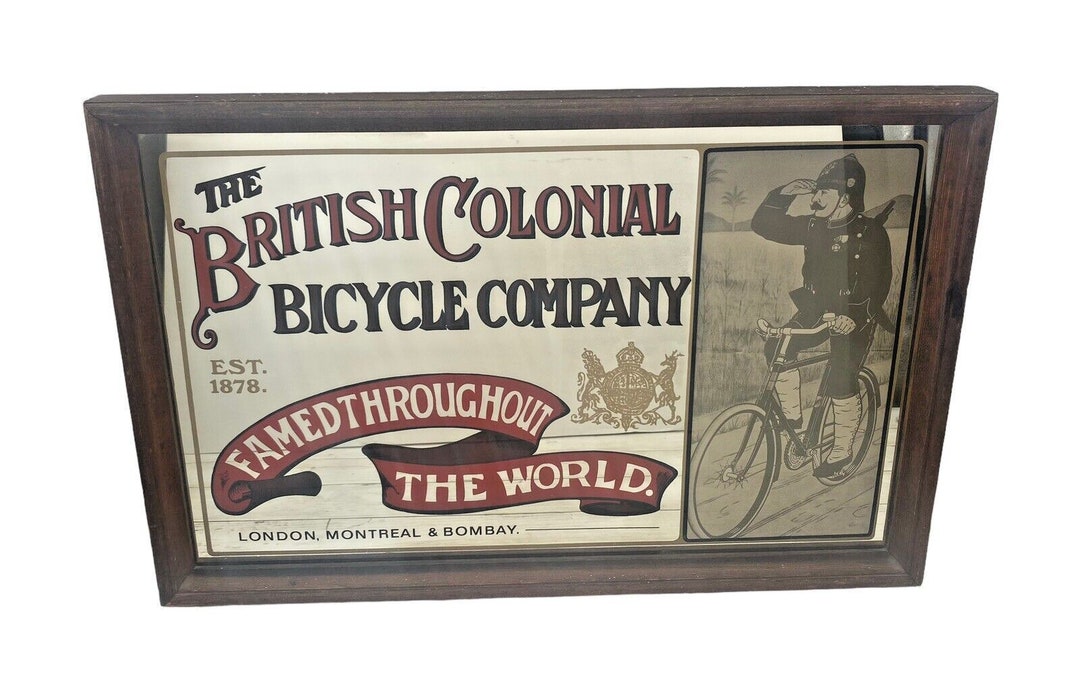 THE
BRITISH COLONIAL
BICYCLE COMPANY
EST.
1878.
FAMED THROUGHOUT
THE WORLD.
LONDON, MONTREAL & BOMBAY.